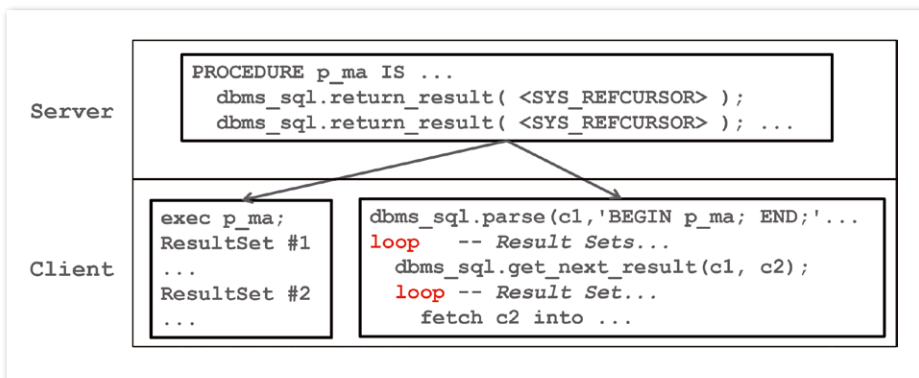 Server
PROCEDURE p_ma IS ...
dbms_sql.return_result( <SYS_REFCURSOR> );
dbms_sql.return_result( <SYS_REFCURSOR> ); ...
Client
exec p_ma;
ResultSet #1
...
ResultSet #2
...
dbms_sql.parse(c1,'BEGIN p_ma; END;'...
loop -- Result Sets...
dbms_sql.get_next_result(c1, c2);
loop -- Result Set...
fetch c2 into ...